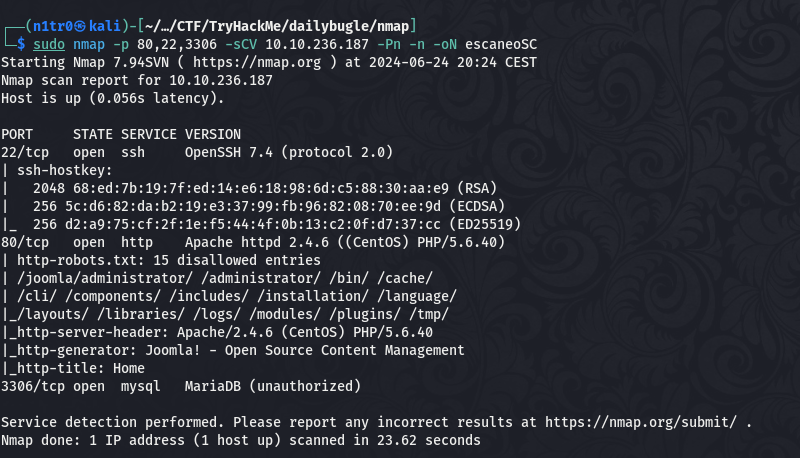 ┌──(n1tr0㉿kali)-[~/…/CTF/TryHackMe/dailybugle/nmap]
└─$ sudo nmap -p 80,22,3306 -sCV 10.10.236.187 -Pn -n -oN escaneoSC
Starting Nmap 7.94SVN ( https://nmap.org ) at 2024-06-24 20:24 CEST
Nmap scan report for 10.10.236.187
Host is up (0.056s latency).

PORT     STATE SERVICE VERSION
22/tcp   open  ssh     OpenSSH 7.4 (protocol 2.0)
| ssh-hostkey:
|   2048 68:ed:7b:19:7f:ed:14:e6:18:98:6d:c5:88:30:aa:e9 (RSA)
|   256 5c:d6:82:da:b2:19:e3:37:99:fb:96:82:08:70:ee:9d (ECDSA)
|_  256 d2:a9:75:cf:2f:1e:f5:44:4f:0b:13:c2:0f:d7:37:cc (ED25519)
80/tcp   open  http    Apache httpd 2.4.6 ((CentOS) PHP/5.6.40)
| http-robots.txt: 15 disallowed entries
| /joomla/administrator/ /administrator/ /bin/ /cache/
| /cli/ /components/ /includes/ /installation/ /language/
|_/layouts/ /libraries/ /logs/ /modules/ /plugins/ /tmp/
|_http-server-header: Apache/2.4.6 (CentOS) PHP/5.6.40
|_http-generator: Joomla! - Open Source Content Management
|_http-title: Home
3306/tcp open  mysql   MariaDB (unauthorized)

Service detection performed. Please report any incorrect results at https://nmap.org/submit/ .
Nmap done: 1 IP address (1 host up) scanned in 23.62 seconds